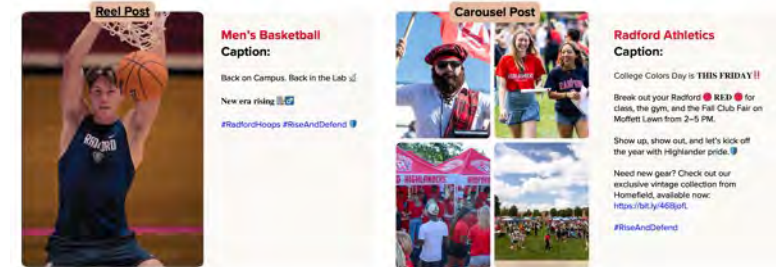 Reel Post
Men's Basketball
Caption:
Back on Campus. Back in the Lab
New era rising
#RadfordHoops #RiseAndDefend
RADFORD
Carousel Post
HIGHLANDERS
Radford Athletics
Caption:
College Colors Day is THIS FRIDAY‼️
Break out your Radford 🔴 RED 🔴 for
class, the gym, and the Fall Club Fair on
Moffett Lawn from 2–5 PM.
Show up, show out, and let's kick off
the year with Highlander pride.
Need new gear? Check out our
exclusive vintage collection from
Homefield, available now:
#RiseAndDefend